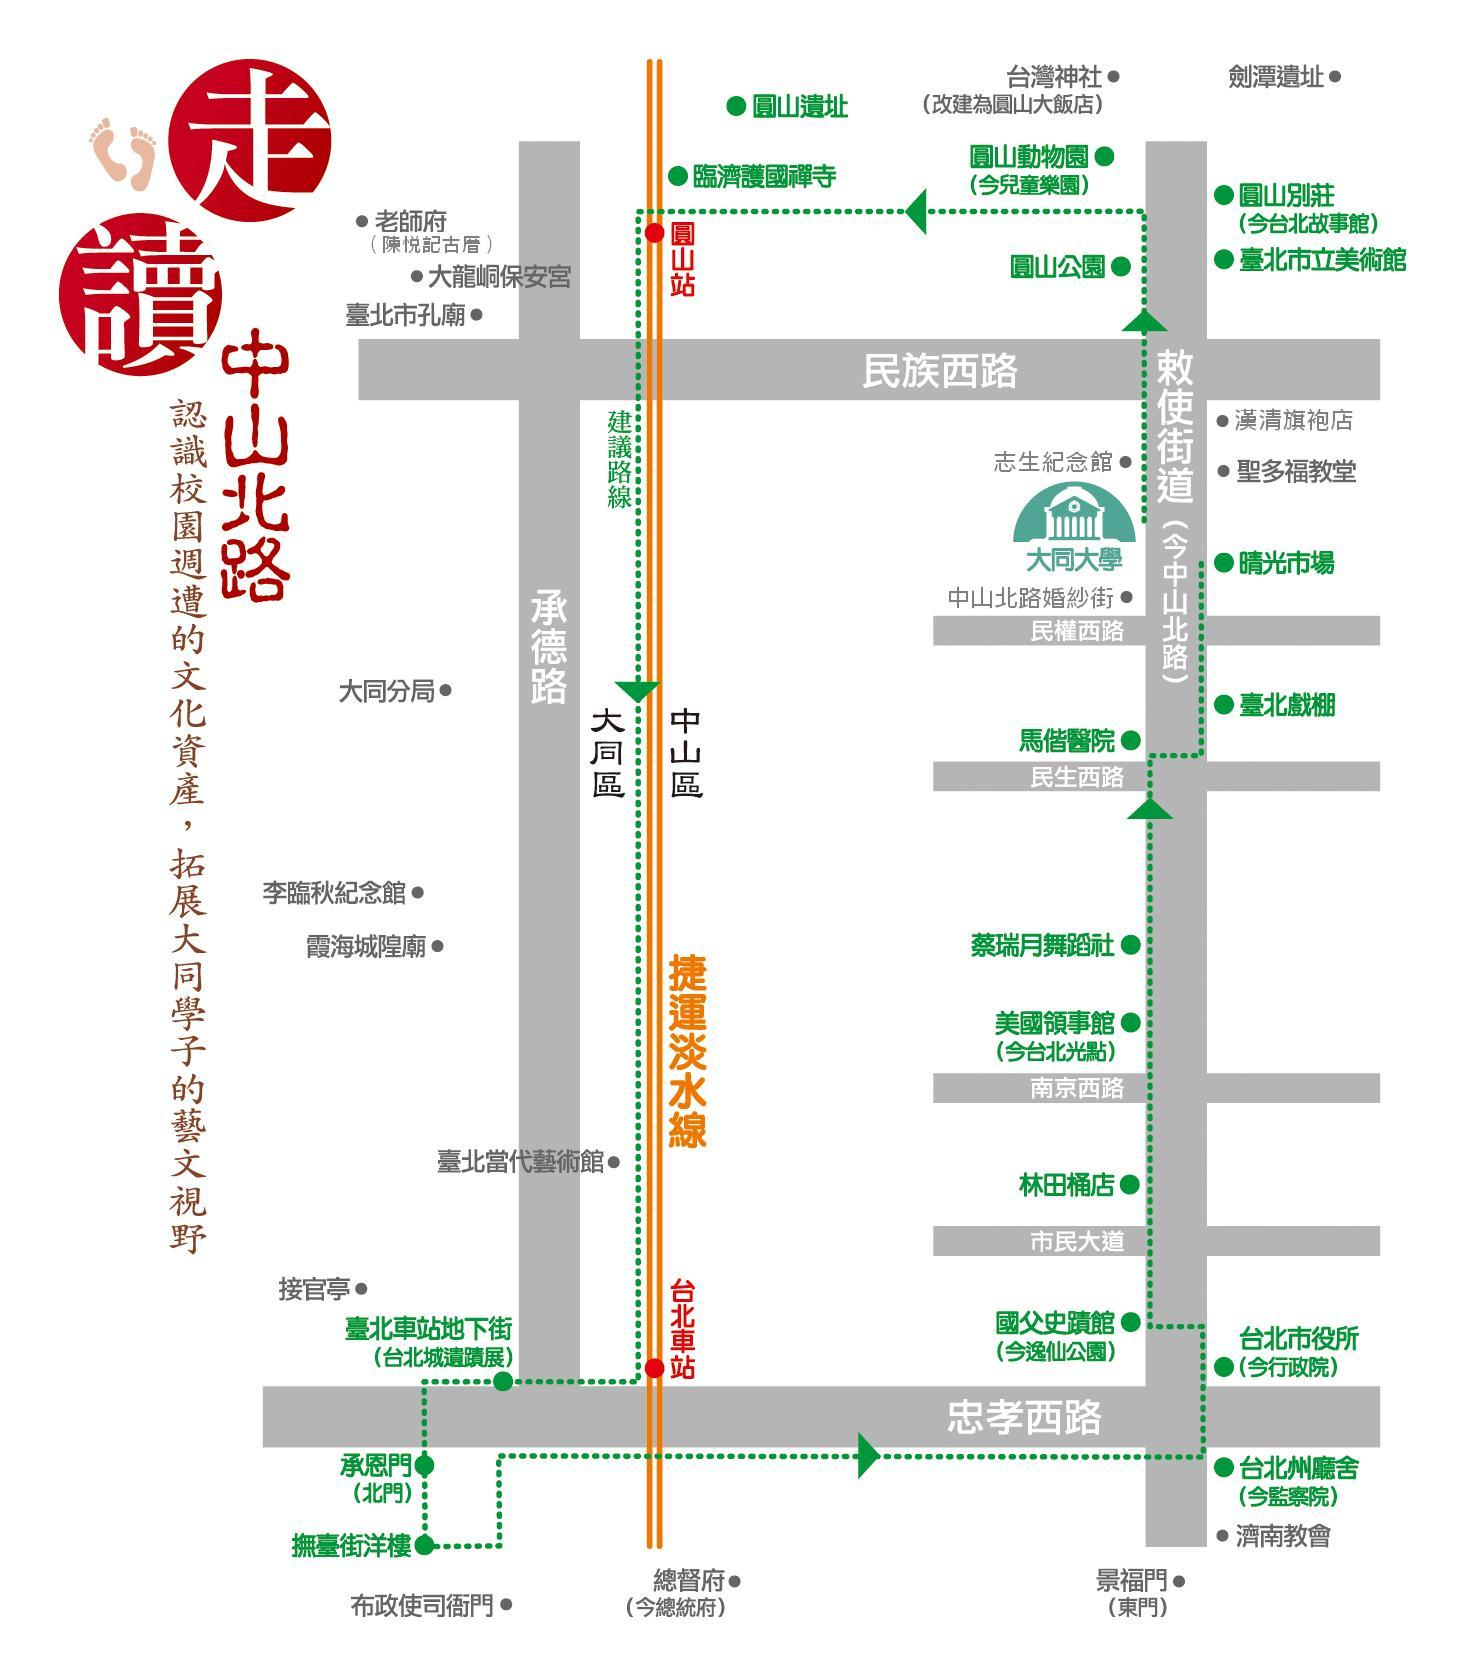 走讀
中山北路
認識校園週遭的文化資產，拓展大同學子的藝文視野
圓山遺址
臨濟護國禪寺
圓山站
台灣神社
（改建為圓山大飯店）
劍潭遺址
圓山動物園
（今兒童樂園）
圓山別莊
（今台北故事館）
圓山公園
臺北市立美術館
老師府
（陳悅記古厝）
大龍峒保安宮
臺北市孔廟
民族西路
敕使街道（今中山北路）
建議路線
漢清旗袍店
志生紀念館
聖多福教堂
大同大學
晴光市場
中山北路婚紗街
民權西路
承德路
大同分局
大同區
中山區
臺北戲棚
馬偕醫院
民生西路
李臨秋紀念館
霞海城隍廟
捷運淡水線
蔡瑞月舞蹈社
美國領事館
（今台北光點）
南京西路
臺北當代藝術館
林田桶店
市民大道
接官亭
台北車站
臺北車站地下街
（台北城遺蹟展）
國父史蹟館
（今逸仙公園）
台北市役所
（今行政院）
忠孝西路
承恩門
（北門）
台北州廳舍
（今監察院）
撫臺街洋樓
濟南教會
布政使司衙門
總督府
（今總統府）
景福門
（東門）